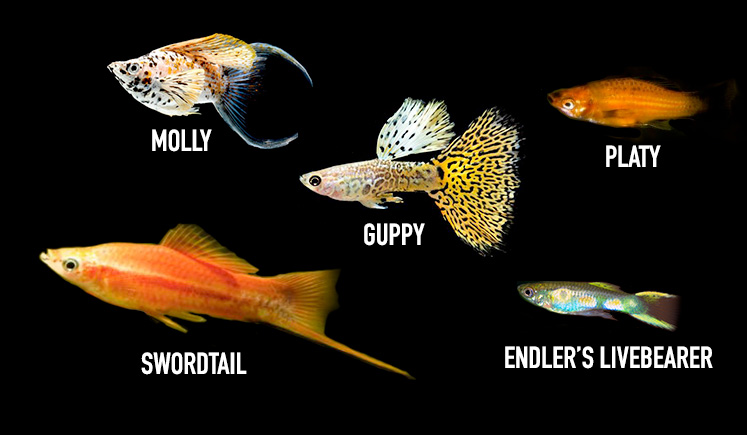 MOLLY
PLATY
GUPPY
SWORDTAIL
ENDLER'S LIVEBEARER